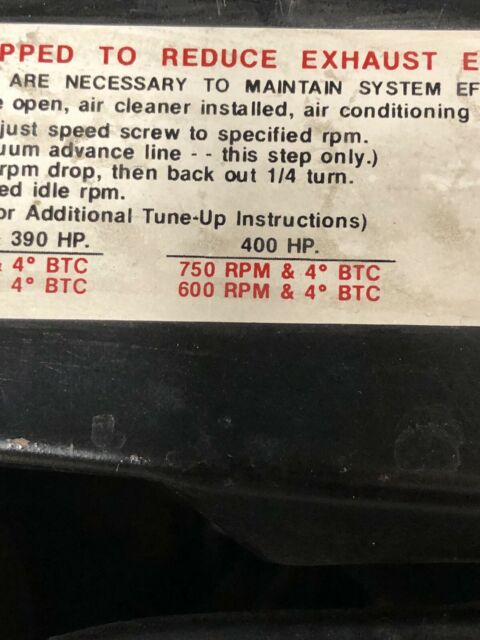 PPED TO REDUCE EXHAUST E
ARE NECESSARY TO MAINTAIN SYSTEM EF
open, air cleaner installed, air conditioning
just speed screw to specified rpm.
uum advance line - - this step only.)
rpm drop, then back out 1/4 turn.
ed idle rpm.
or Additional Tune-Up Instructions)
390 HP. 400 HP.
& 4° BTC 750 RPM & 4° BTC
4° BTC 600 RPM & 4° BTC